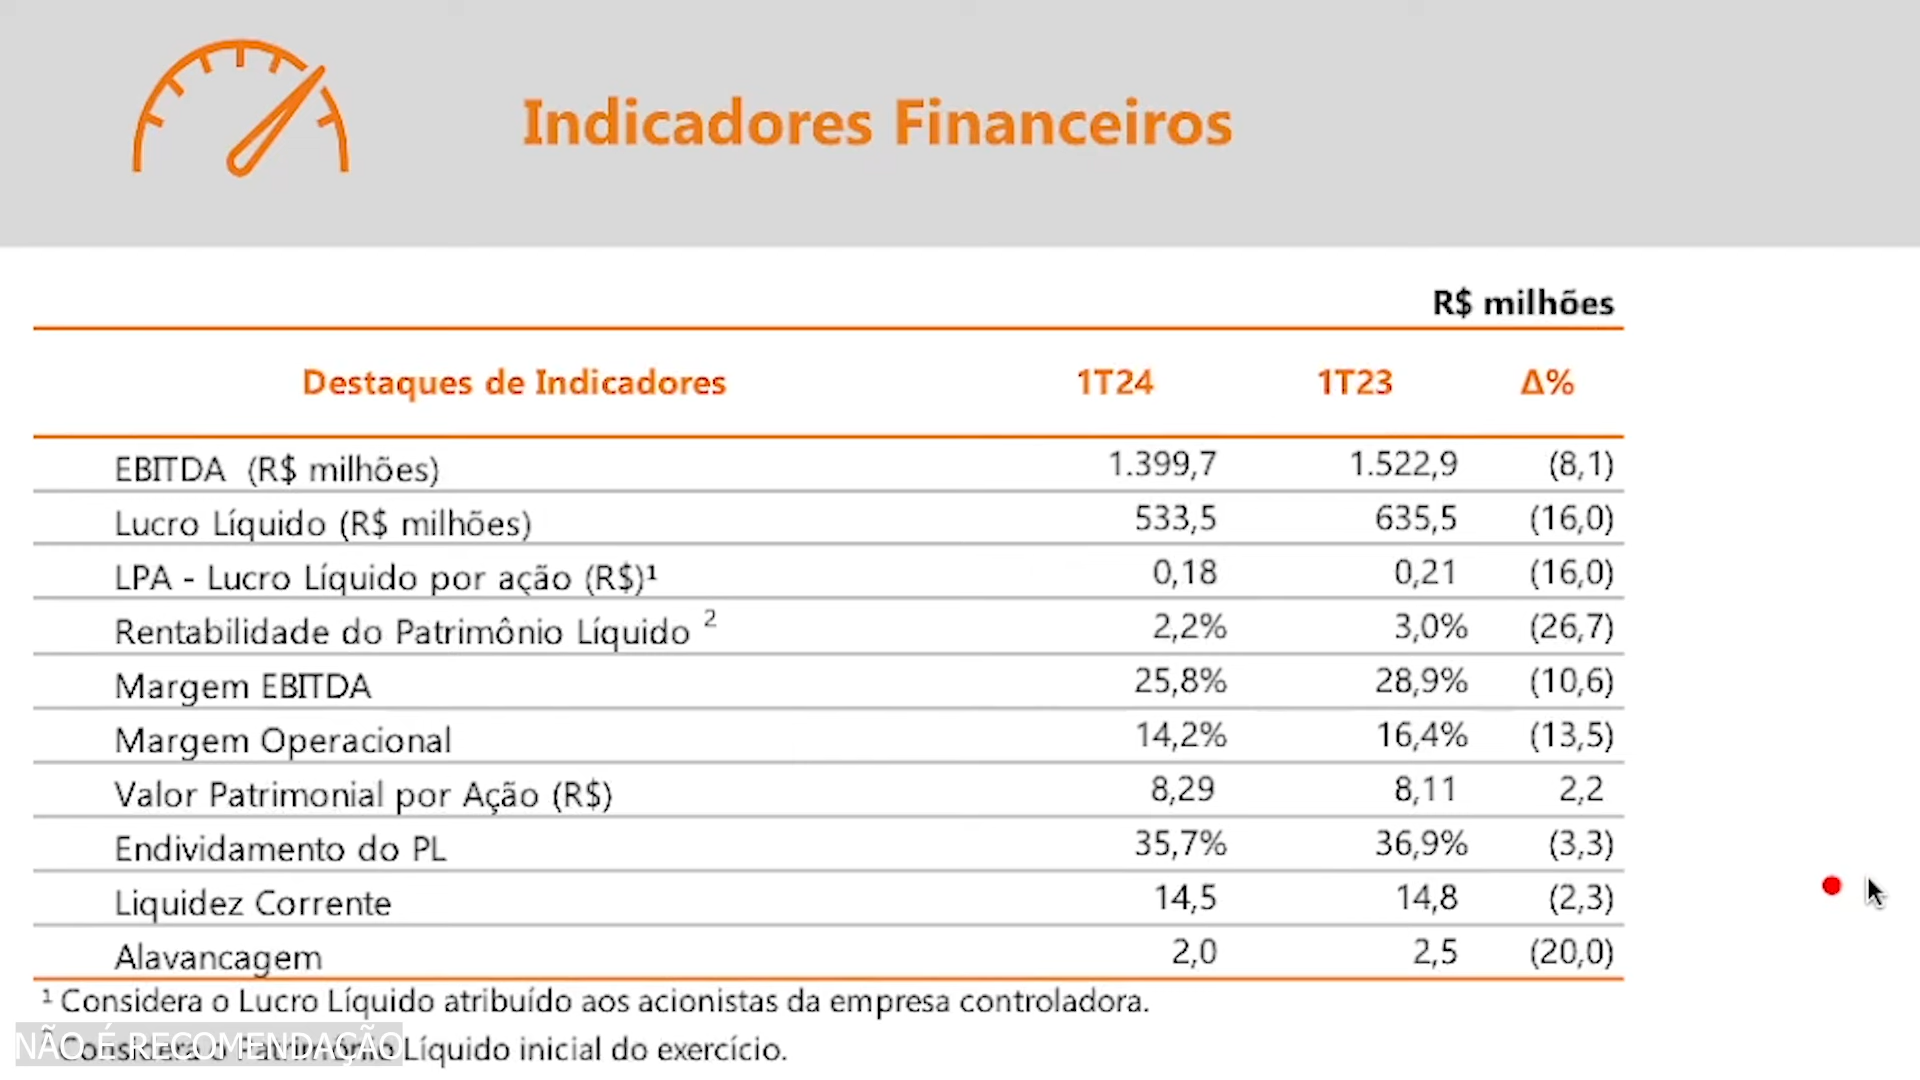 Indicadores Financeiros
R$ milhões
Destaques de Indicadores 1T24 1T23 Δ%
EBITDA (R$ milhões) 1.399,7 1.522,9 (8,1)
Lucro Líquido (R$ milhões) 533,5 635,5 (16,0)
LPA - Lucro Líquido por ação (R$)¹ 0,18 0,21 (16,0)
Rentabilidade do Patrimônio Líquido ² 2,2% 3,0% (26,7)
Margem EBITDA 25,8% 28,9% (10,6)
Margem Operacional 14,2% 16,4% (13,5)
Valor Patrimonial por Ação (R$) 8,29 8,11 2,2
Endividamento do PL 35,7% 36,9% (3,3)
Liquidez Corrente 14,5 14,8 (2,3)
Alavancagem 2,0 2,5 (20,0)
¹ Considera o Lucro Líquido atribuído aos acionistas da empresa controladora.
Considera o Patrimônio Líquido inicial do exercício.
NÃO É RECOMENDAÇÃO